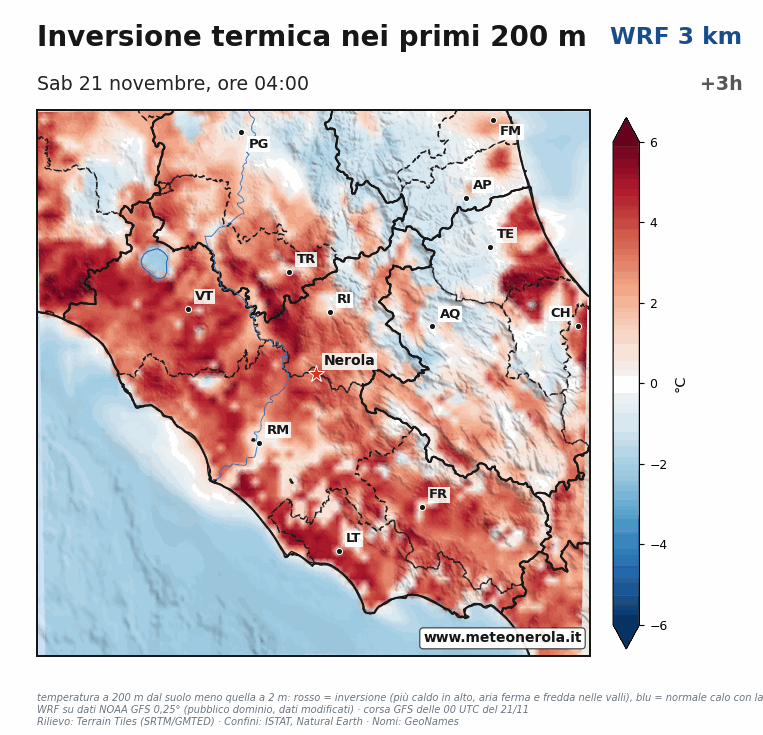 Inversione termica nei primi 200 m WRF 3 km
Sab 21 novembre, ore 04:00 +3h
FM
PG
AP
TE
TR
VT
RI
AQ
CH
Nerola
RM
FR
LT
www.meteonerola.it
6
4
2
0
−2
−4
−6
°C
temperatura a 200 m dal suolo meno quella a 2 m: rosso = inversione (più caldo in alto, aria ferma e fredda nelle valli), blu = normale calo con la
WRF su dati NOAA GFS 0,25° (pubblico dominio, dati modificati) · corsa GFS delle 00 UTC del 21/11
Rilievo: Terrain Tiles (SRTM/GMTED) · Confini: ISTAT, Natural Earth · Nomi: GeoNames